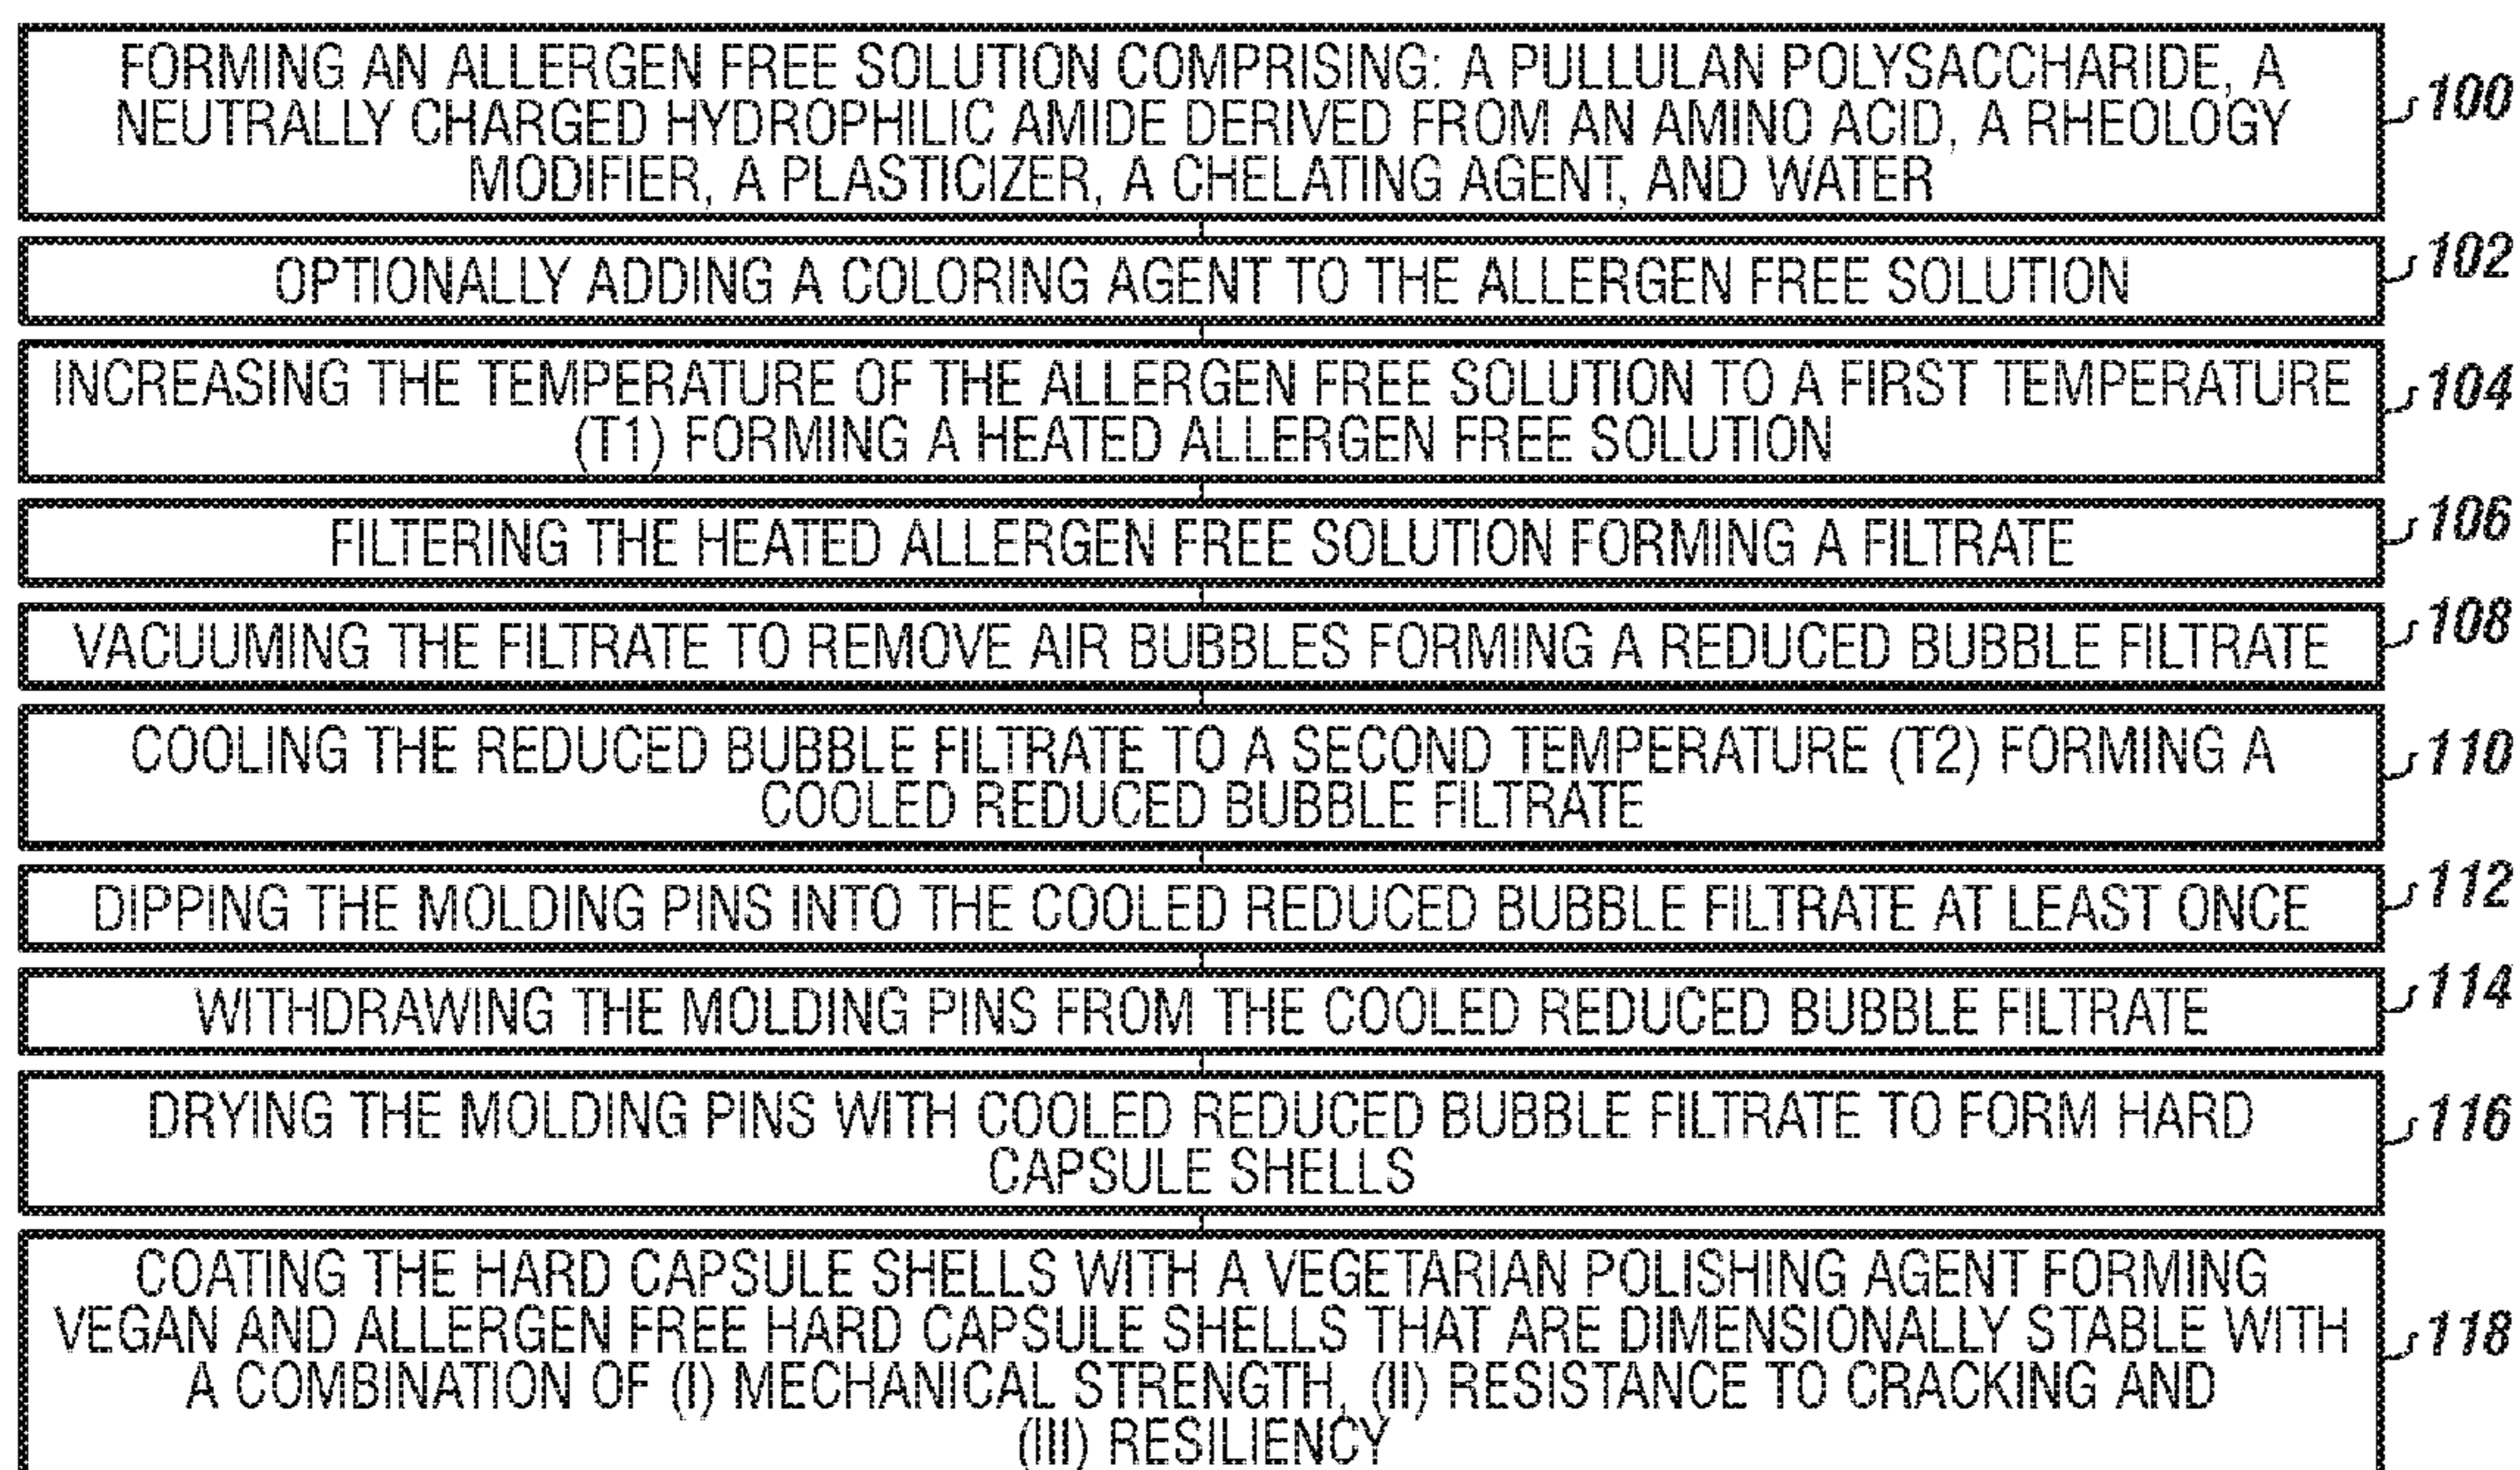 FORMING AN ALLERGEN FREE SOLUTION COMPRISING: A PULLULAN POLYSACCHARIDE, A
NEUTRALLY CHARGED HYDROPHILIC AMIDE DERIVED FROM AN AMINO ACID, A RHEOLOGY
MODIFIER, A PLASTICIZER, A CHELATING AGENT, AND WATER
100
OPTIONALLY ADDING A COLORING AGENT TO THE ALLERGEN FREE SOLUTION
102
INCREASING THE TEMPERATURE OF THE ALLERGEN FREE SOLUTION TO A FIRST TEMPERATURE
(T1) FORMING A HEATED ALLERGEN FREE SOLUTION
104
FILTERING THE HEATED ALLERGEN FREE SOLUTION FORMING A FILTRATE
106
VACUUMING THE FILTRATE TO REMOVE AIR BUBBLES FORMING A REDUCED BUBBLE FILTRATE
108
COOLING THE REDUCED BUBBLE FILTRATE TO A SECOND TEMPERATURE (T2) FORMING A
COOLED REDUCED BUBBLE FILTRATE
110
DIPPING THE MOLDING PINS INTO THE COOLED REDUCED BUBBLE FILTRATE AT LEAST ONCE
112
WITHDRAWING THE MOLDING PINS FROM THE COOLED REDUCED BUBBLE FILTRATE
114
DRYING THE MOLDING PINS WITH COOLED REDUCED BUBBLE FILTRATE TO FORM HARD
CAPSULE SHELLS
116
COATING THE HARD CAPSULE SHELLS WITH A VEGETARIAN POLISHING AGENT FORMING
VEGAN AND ALLERGEN FREE HARD CAPSULE SHELLS THAT ARE DIMENSIONALLY STABLE WITH
A COMBINATION OF (I) MECHANICAL STRENGTH, (II) RESISTANCE TO CRACKING AND
(III) RESILIENCY
118